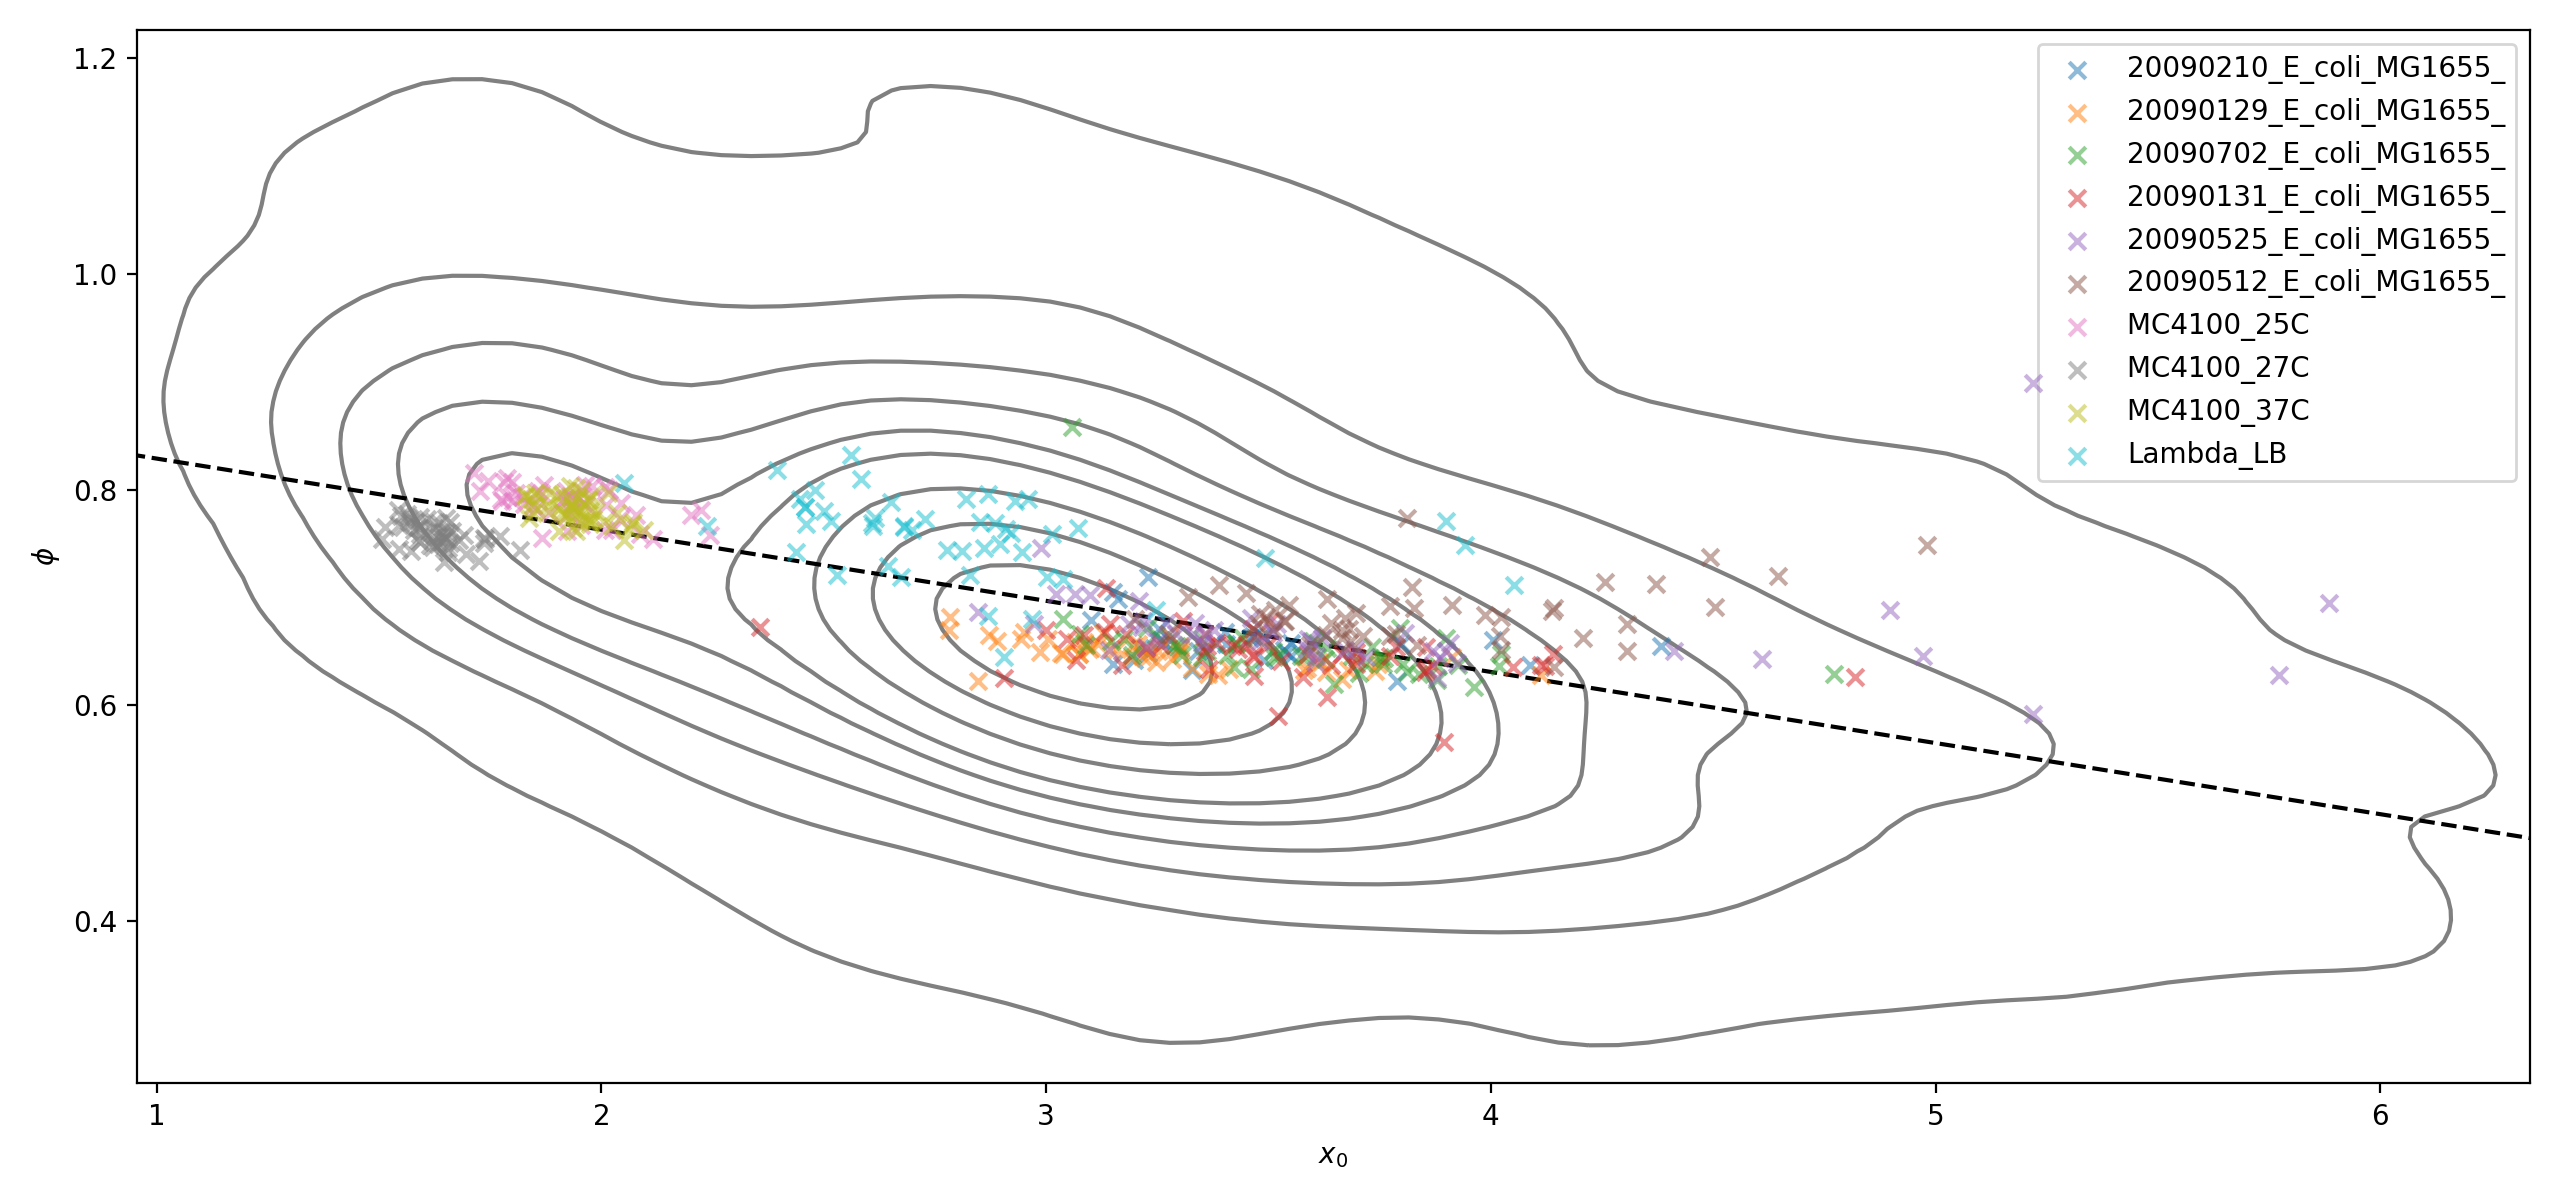 1.2
1.0
0.8
0.6
0.4
ϕ
1 2 3 4 5 6
x₀
20090210_E_coli_MG1655_
20090129_E_coli_MG1655_
20090702_E_coli_MG1655_
20090131_E_coli_MG1655_
20090525_E_coli_MG1655_
20090512_E_coli_MG1655_
MC4100_25C
MC4100_27C
MC4100_37C
Lambda_LB